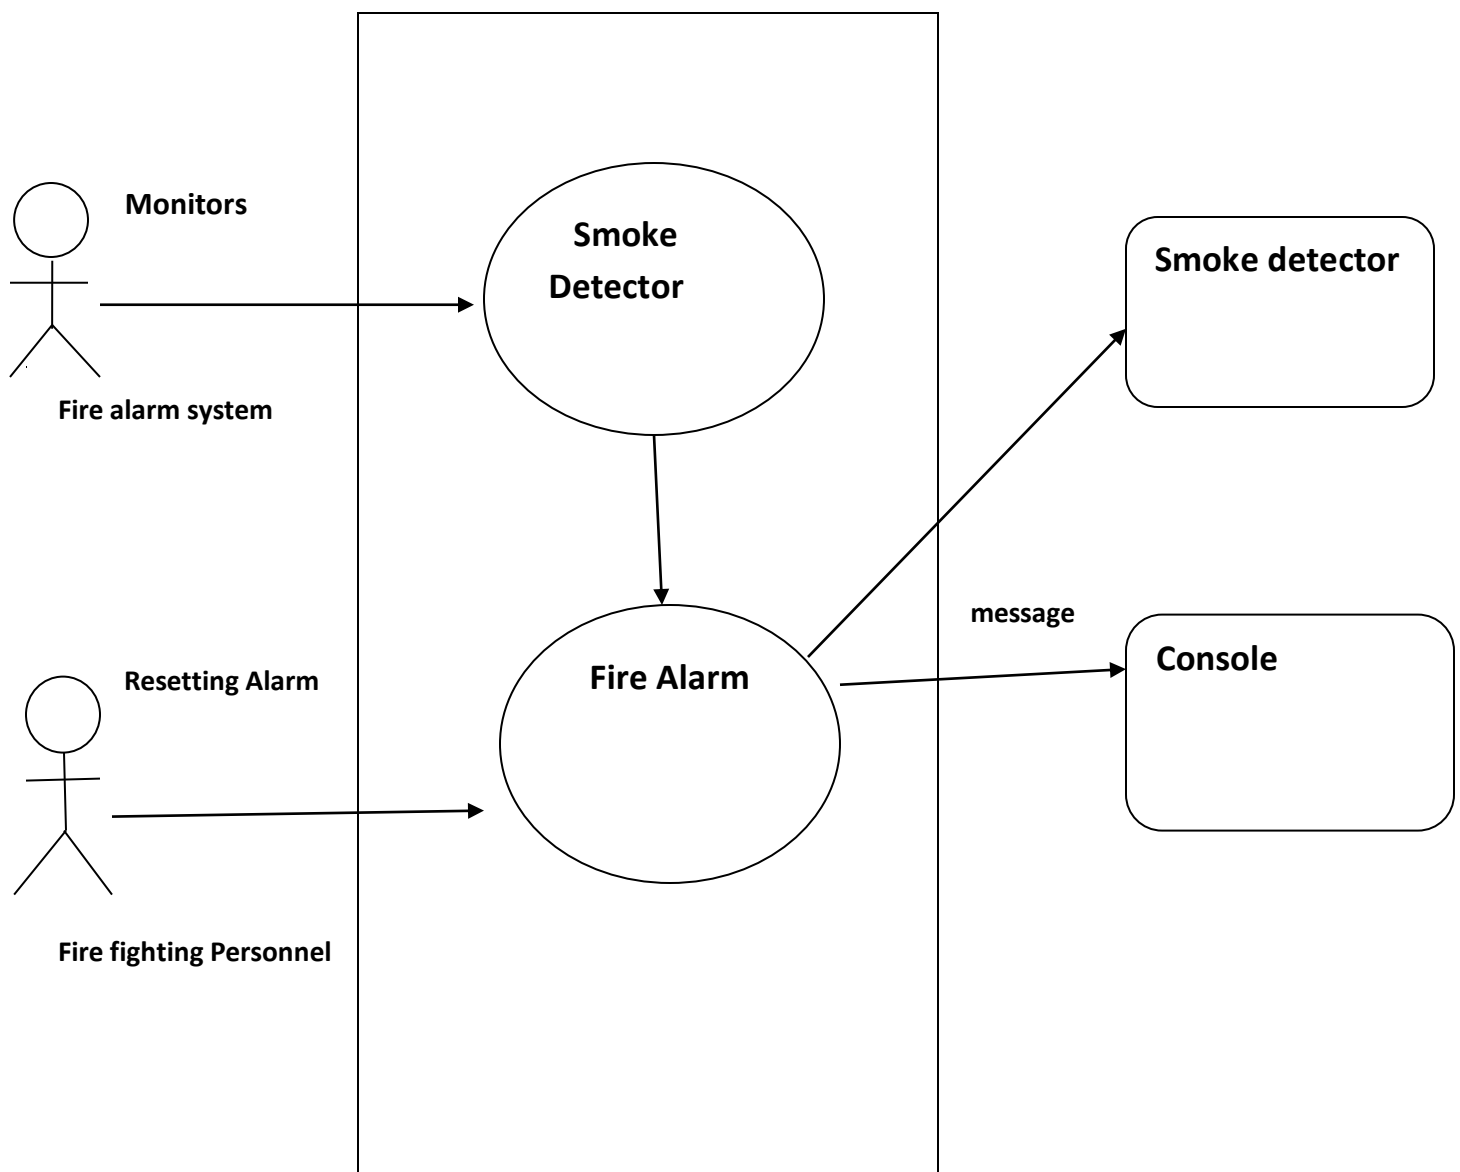 Monitors
Smoke
Detector
Smoke detector
Fire alarm system
message
Resetting Alarm
Fire Alarm
Console
Fire fighting Personnel